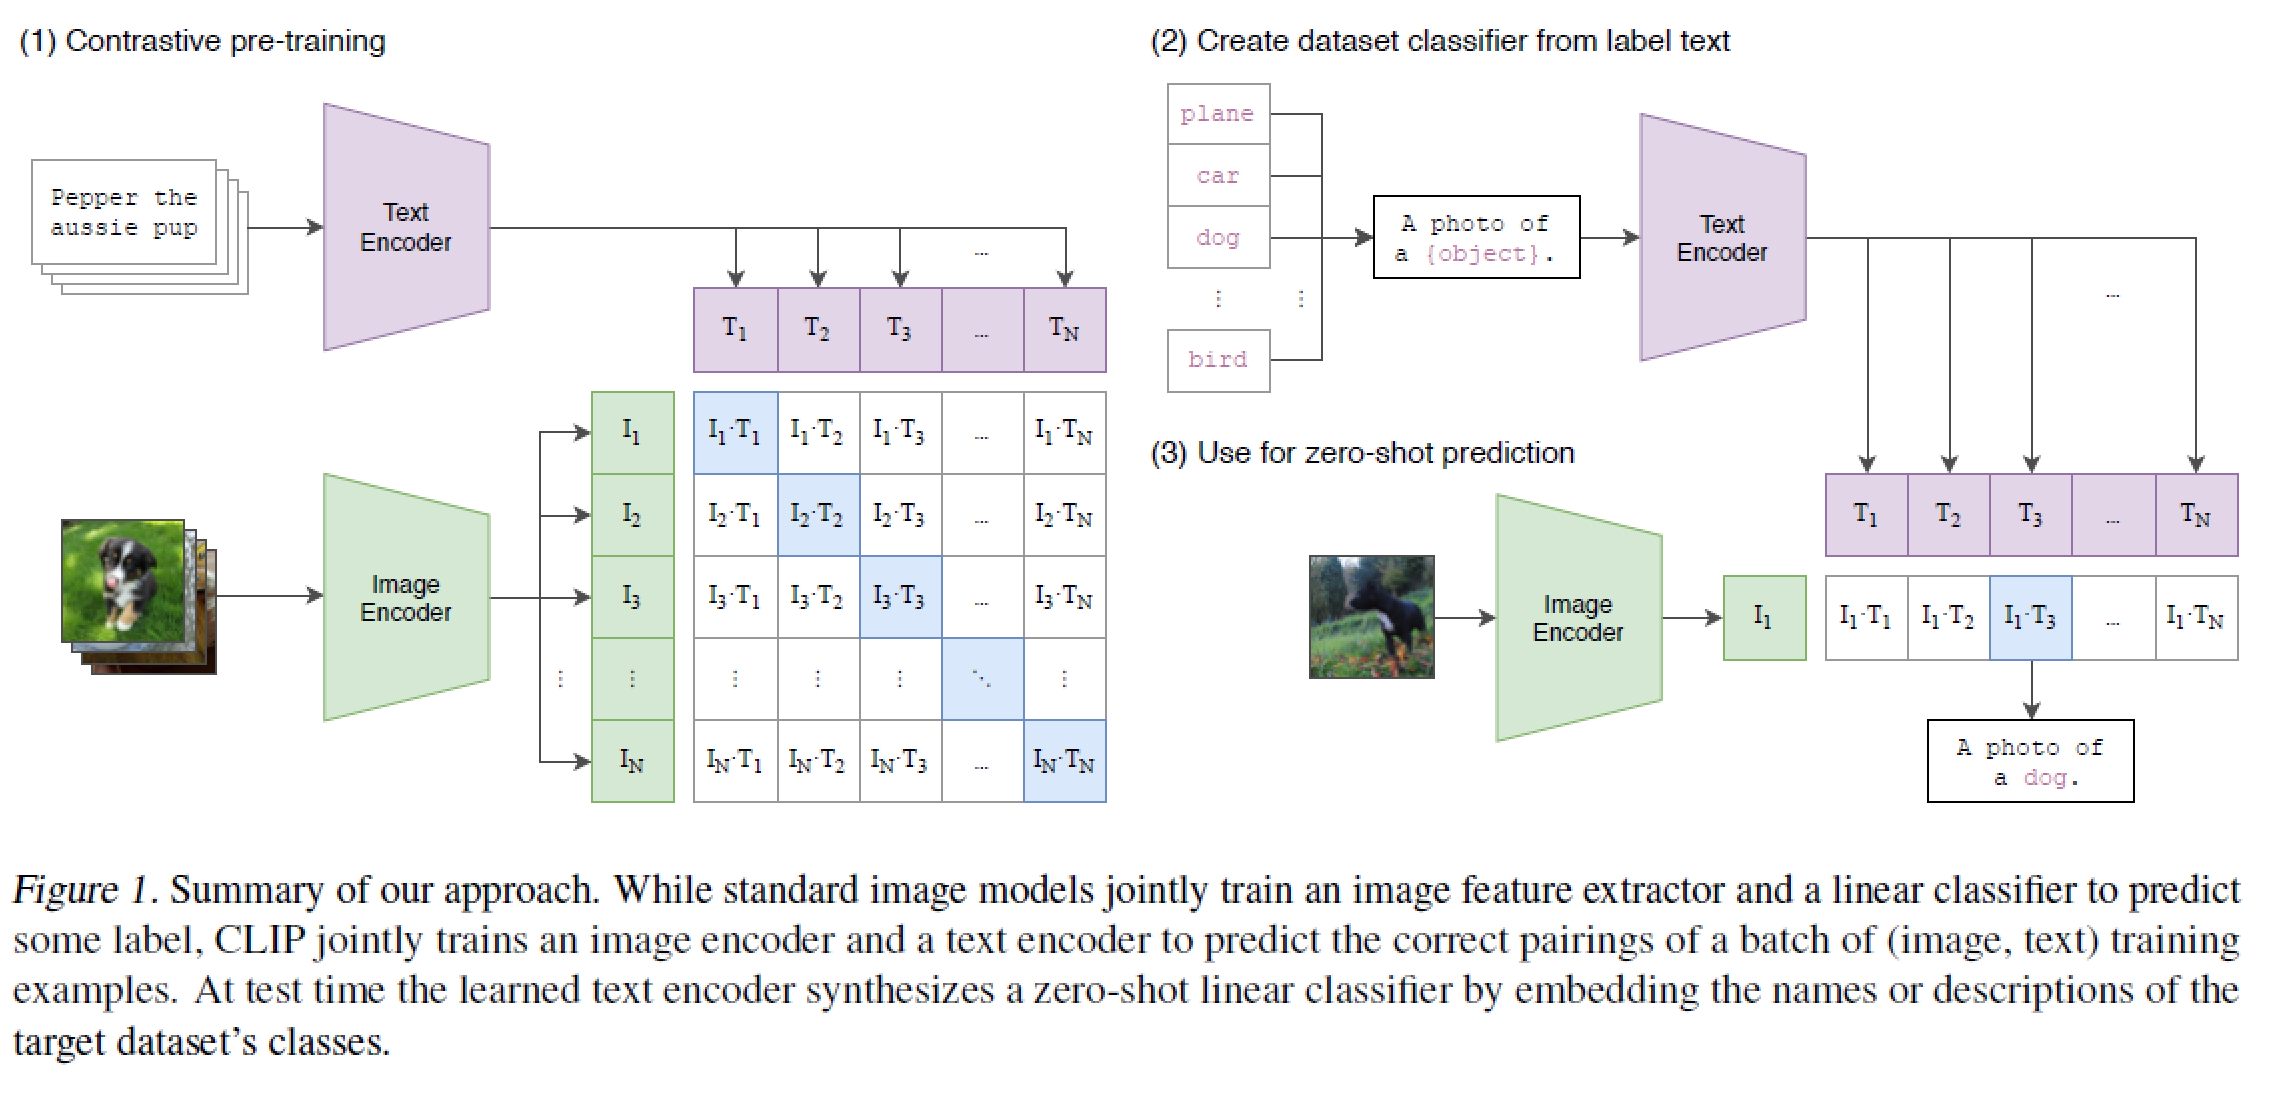 (1) Contrastive pre-training
Pepper the
aussie pup
Text
Encoder
...
T1 T2 T3 ... TN
Image
Encoder
⋮
I1
I2
I3
⋮
IN
I1·T1 I1·T2 I1·T3 ... I1·TN
I2·T1 I2·T2 I2·T3 ... I2·TN
I3·T1 I3·T2 I3·T3 ... I3·TN
⋮ ⋮ ⋮ ⋱ ⋮
IN·T1 IN·T2 IN·T3 ... IN·TN
(2) Create dataset classifier from label text
plane
car
dog
⋮ ⋮
bird
A photo of
a {object}.
Text
Encoder
...
(3) Use for zero-shot prediction
Image
Encoder
T1 T2 T3 ... TN
I1
I1·T1 I1·T2 I1·T3 ... I1·TN
A photo of
a dog.
Figure 1. Summary of our approach. While standard image models jointly train an image feature extractor and a linear classifier to predict
some label, CLIP jointly trains an image encoder and a text encoder to predict the correct pairings of a batch of (image, text) training
examples. At test time the learned text encoder synthesizes a zero-shot linear classifier by embedding the names or descriptions of the
target dataset’s classes.